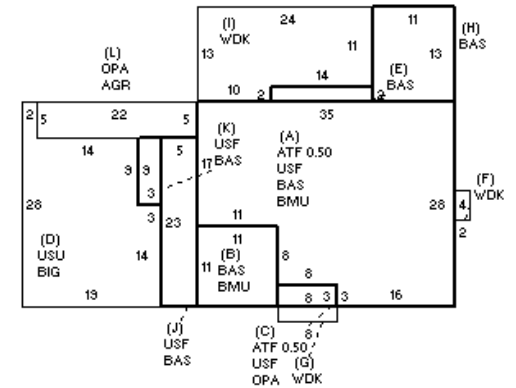 (I)
WDK
24
11
(H)
BAS
13
11
13
(L)
OPA
AGR
14
(E)
BAS
10
2
2
2
5
22
5
35
(K)
USF
BAS
(A)
ATF 0.50
USF
BAS
BMU
14
5
17
9
9
3
(F)
WDK
4
28
28
2
3
23
11
(D)
USU
BIG
14
11
(B)
BAS
BMU
11
8
8
19
8
3
3
16
(J)
USF
BAS
(C)
ATF 0.50
USF
OPA
8
(G)
WDK